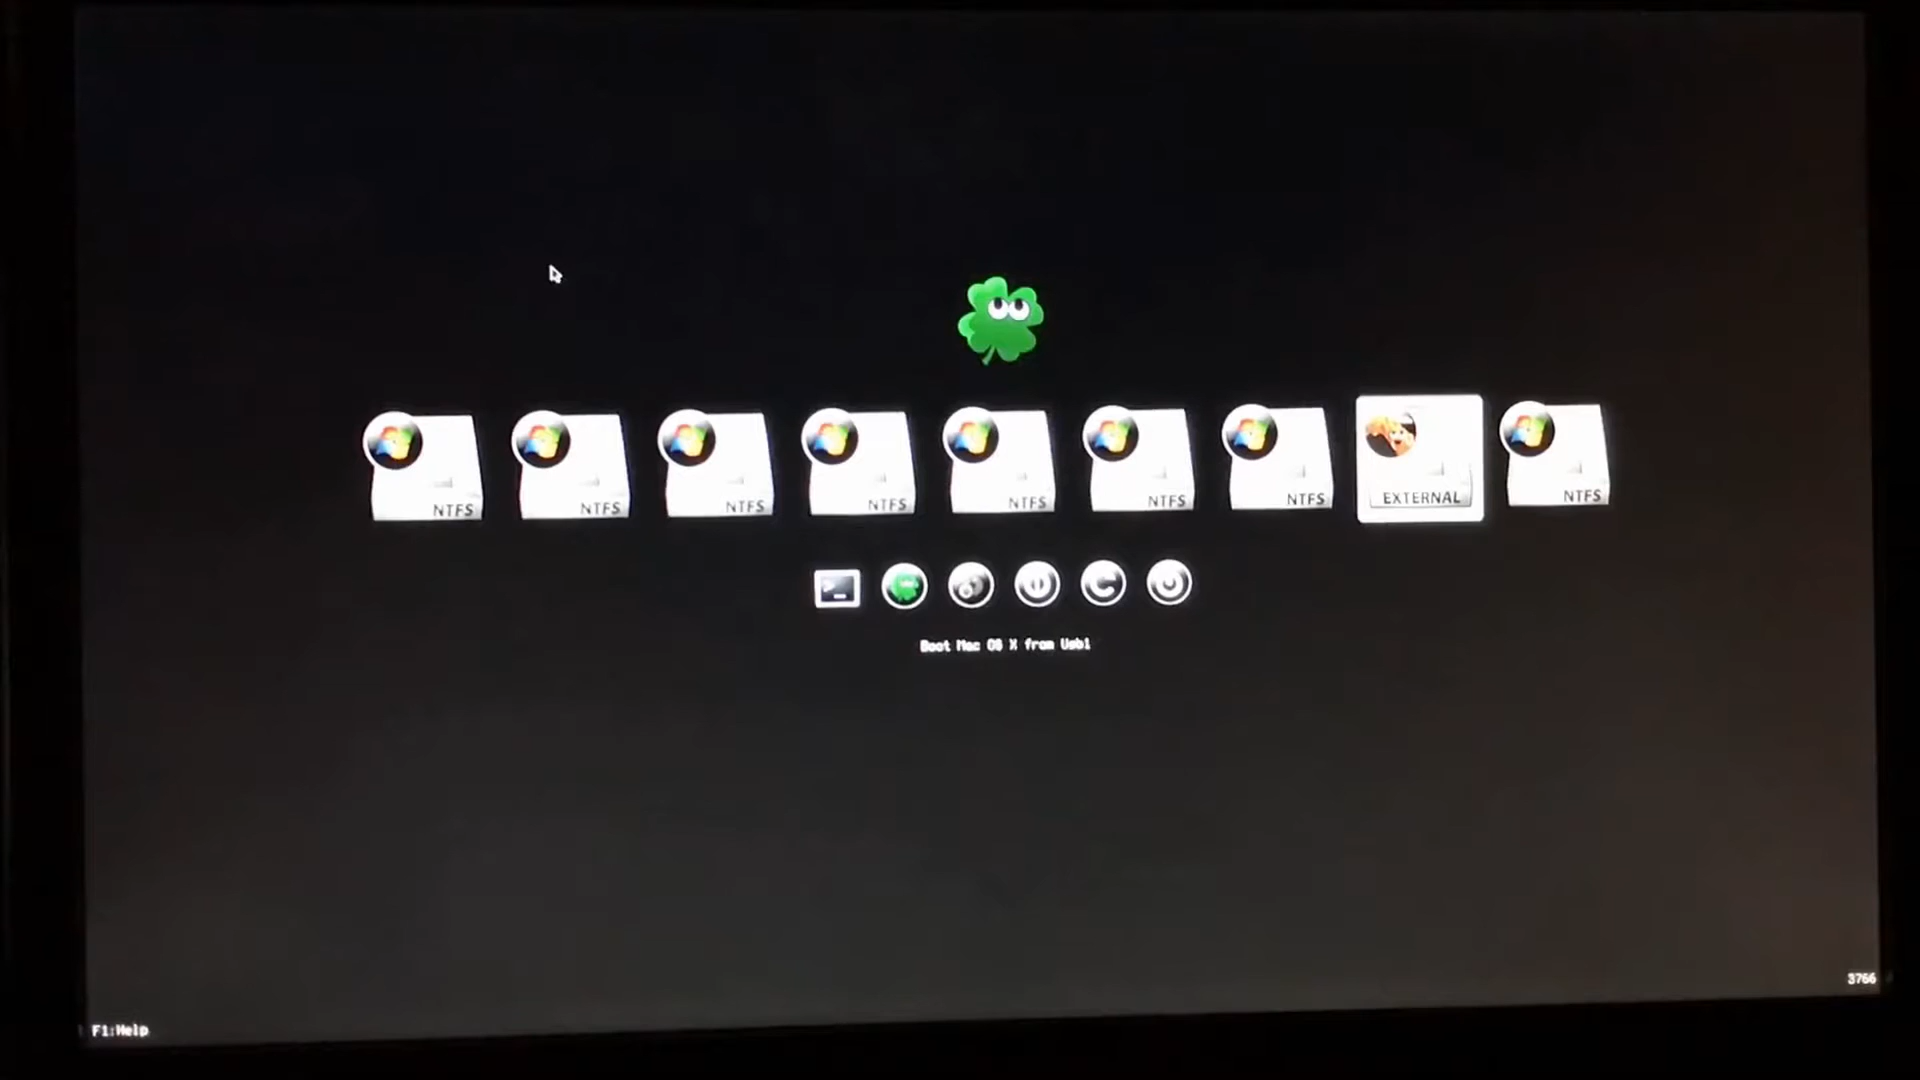 NTFS NTFS NTFS NTFS NTFS NTFS NTFS EXTERNAL NTFS
Boot Mac OS X from Usb1
3766
F1:Help